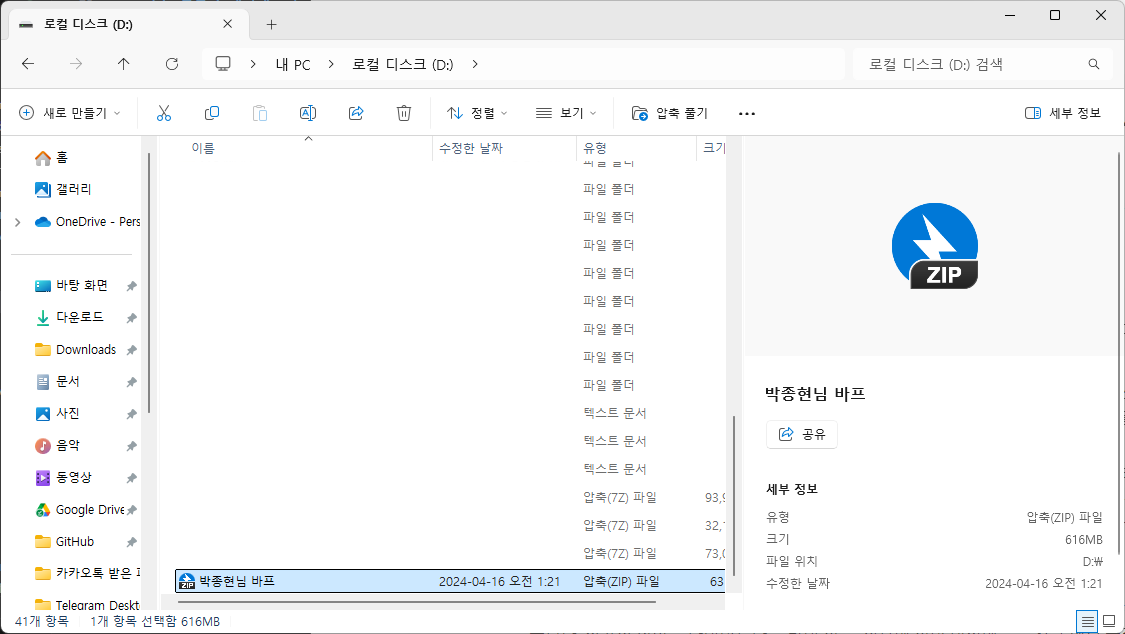 로컬 디스크 (D:)
내 PC
로컬 디스크 (D:)
로컬 디스크 (D:) 검색
새로 만들기
정렬
보기
압축 풀기
세부 정보
홈
갤러리
OneDrive - Pers
바탕 화면
다운로드
Downloads
문서
사진
음악
동영상
Google Drive
GitHub
카카오톡 받은
Telegram Deskt
이름 수정한 날짜 유형 크기
파일 폴더
파일 폴더
파일 폴더
파일 폴더
파일 폴더
파일 폴더
파일 폴더
파일 폴더
파일 폴더
텍스트 문서
텍스트 문서
텍스트 문서
압축(7Z) 파일 93,9
압축(7Z) 파일 32,
압축(7Z) 파일 73,0
박종현님 바프 2024-04-16 오전 1:21 압축(ZIP) 파일 63
ZIP
박종현님 바프
공유
세부 정보
유형 압축(ZIP) 파일
크기 616MB
파일 위치 D:₩
수정한 날짜 2024-04-16 오전 1:21
41개 항목 1개 항목 선택함 616MB